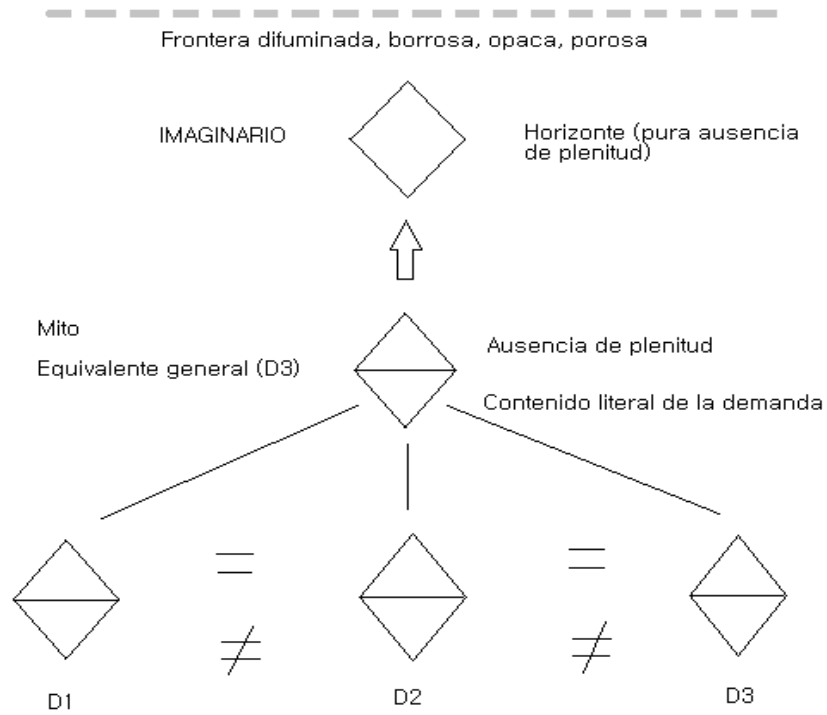 Frontera difuminada, borrosa, opaca, porosa
IMAGINARIO
Horizonte (pura ausencia
de plenitud)
Mito
Equivalente general (D3)
Ausencia de plenitud
Contenido literal de la demanda
=
=
≠
≠
D1
D2
D3